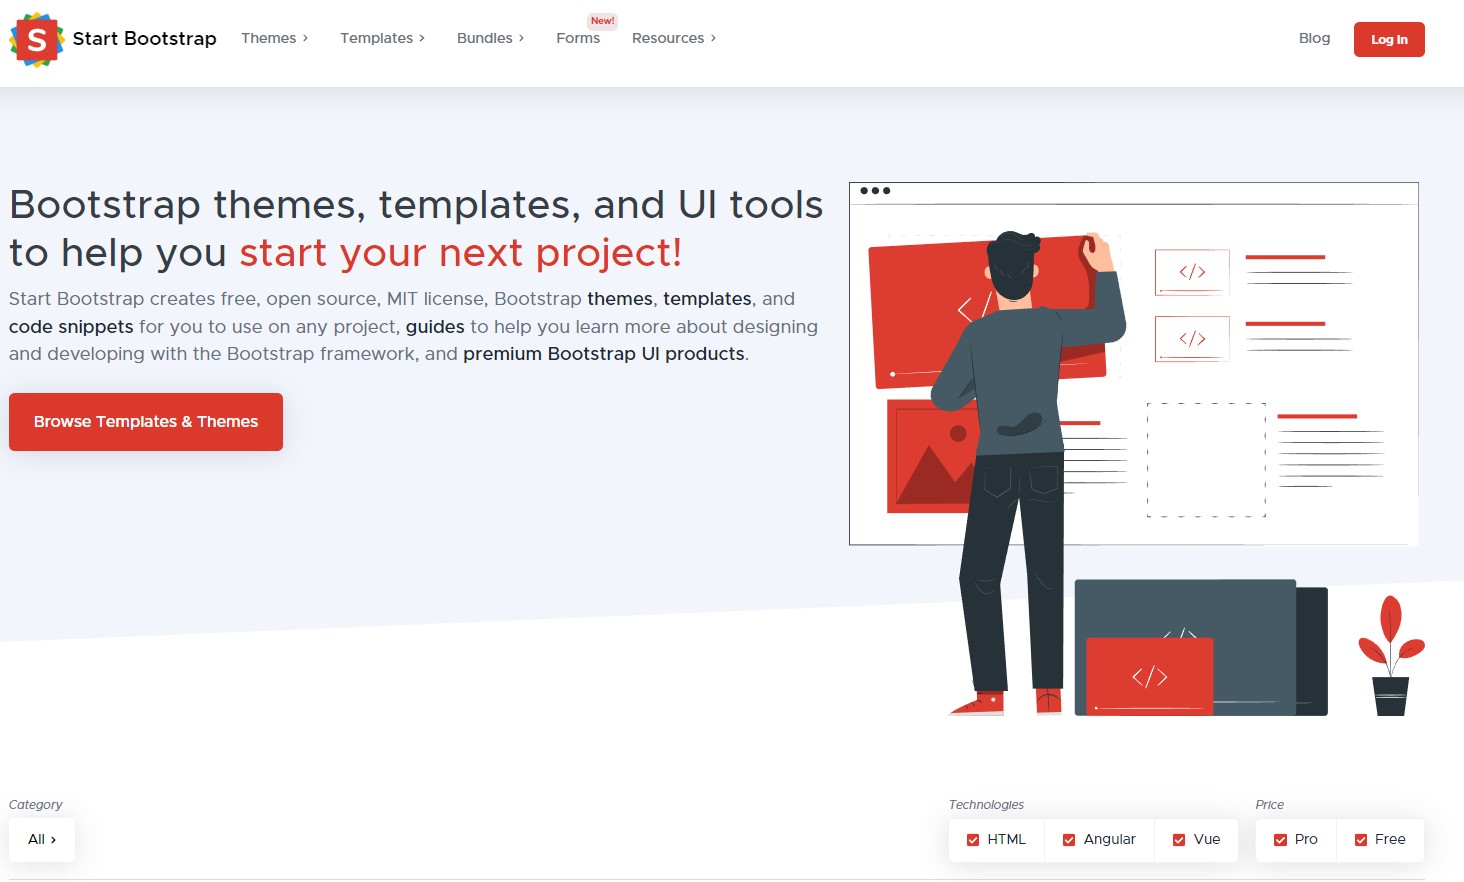 S Start Bootstrap Themes Templates Bundles Forms New! Resources Blog Log In
Bootstrap themes, templates, and UI tools
to help you start your next project!
Start Bootstrap creates free, open source, MIT license, Bootstrap themes, templates, and
code snippets for you to use on any project, guides to help you learn more about designing
and developing with the Bootstrap framework, and premium Bootstrap UI products.
Browse Templates & Themes
</>
</>
</>
</>
Category
All
Technologies
HTML Angular Vue
Price
Pro Free